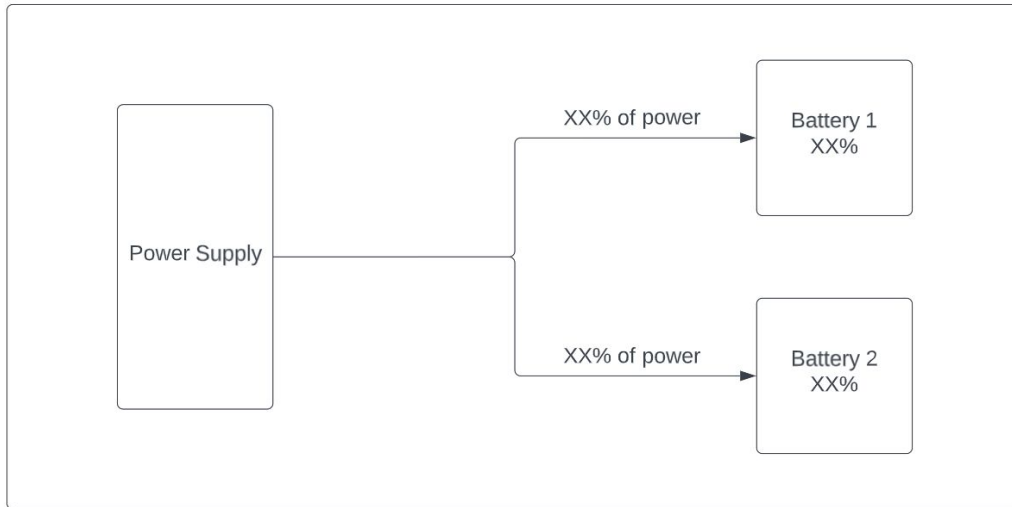 Power Supply
XX% of power
Battery 1
XX%
XX% of power
Battery 2
XX%